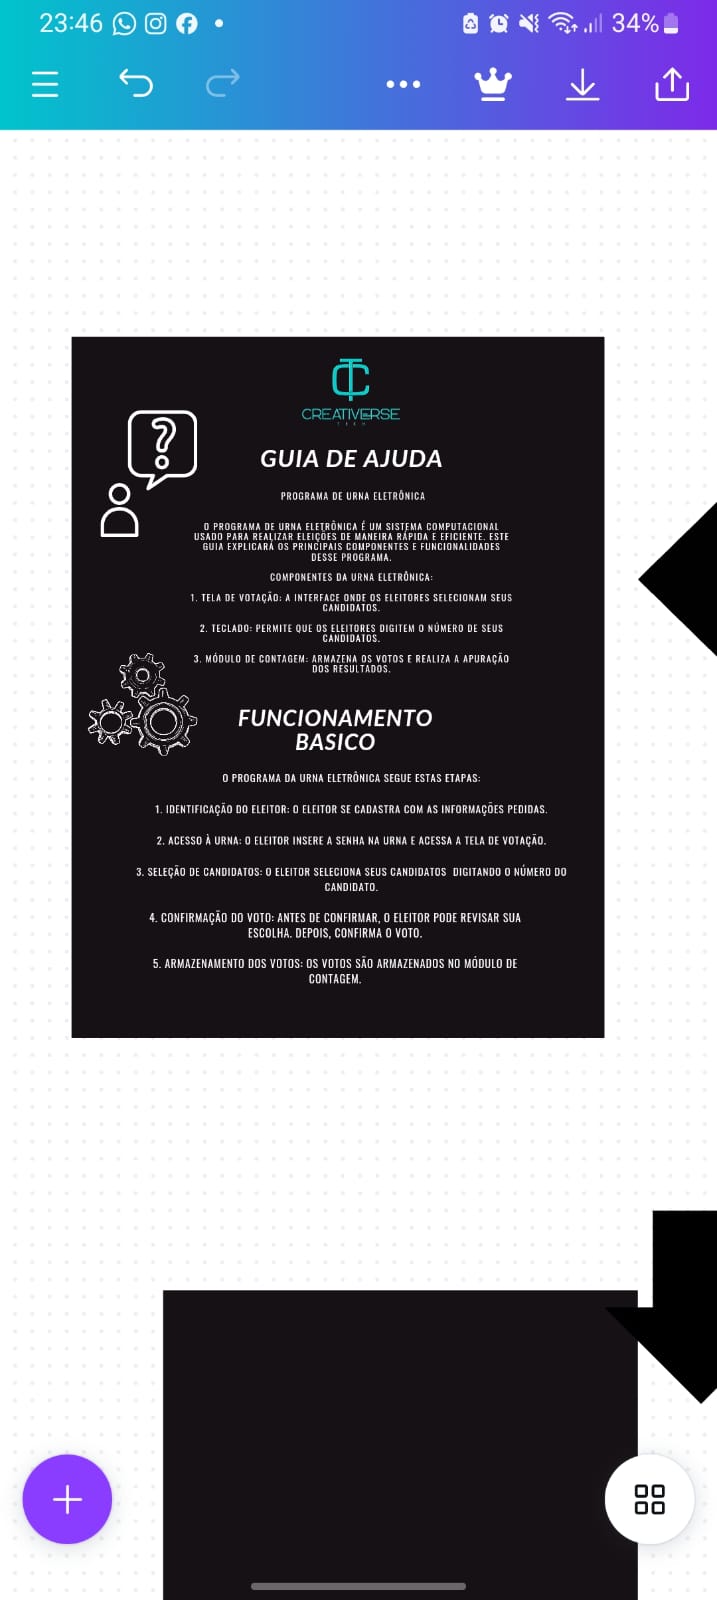 23:46
34%
CREATIVERSE
TECH
GUIA DE AJUDA
PROGRAMA DE URNA ELETRÔNICA
O PROGRAMA DE URNA ELETRÔNICA É UM SISTEMA COMPUTACIONAL
USADO PARA REALIZAR ELEIÇÕES DE MANEIRA RÁPIDA E EFICIENTE. ESTE
GUIA EXPLICARÁ OS PRINCIPAIS COMPONENTES E FUNCIONALIDADES
DESSE PROGRAMA.
COMPONENTES DA URNA ELETRÔNICA:
1. TELA DE VOTAÇÃO: A INTERFACE ONDE OS ELEITORES SELECIONAM SEUS
CANDIDATOS.
2. TECLADO: PERMITE QUE OS ELEITORES DIGITEM O NÚMERO DE SEUS
CANDIDATOS.
3. MÓDULO DE CONTAGEM: ARMAZENA OS VOTOS E REALIZA A APURAÇÃO
DOS RESULTADOS.
FUNCIONAMENTO
BASICO
O PROGRAMA DA URNA ELETRÔNICA SEGUE ESTAS ETAPAS:
1. IDENTIFICAÇÃO DO ELEITOR: O ELEITOR SE CADASTRA COM AS INFORMAÇÕES PEDIDAS.
2. ACESSO À URNA: O ELEITOR INSERE A SENHA NA URNA E ACESSA A TELA DE VOTAÇÃO.
3. SELEÇÃO DE CANDIDATOS: O ELEITOR SELECIONA SEUS CANDIDATOS DIGITANDO O NÚMERO DO
CANDIDATO.
4. CONFIRMAÇÃO DO VOTO: ANTES DE CONFIRMAR, O ELEITOR PODE REVISAR SUA
ESCOLHA. DEPOIS, CONFIRMA O VOTO.
5. ARMAZENAMENTO DOS VOTOS: OS VOTOS SÃO ARMAZENADOS NO MÓDULO DE
CONTAGEM.